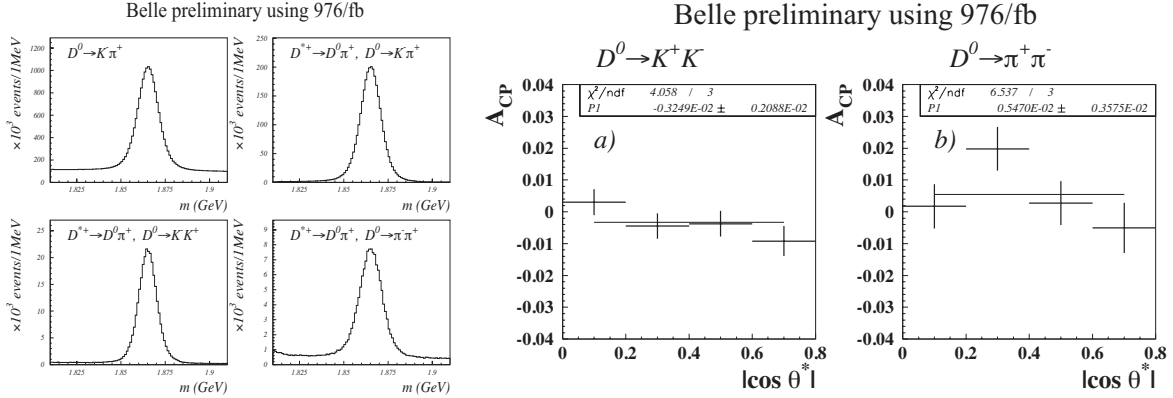 Belle preliminary using 976/fb
D⁰→K⁻π⁺
×10³ events/1MeV
1200
1000
800
600
400
200
0
1.825
1.85
1.875
1.9
m (GeV)
D*⁺→D⁰π⁺, D⁰→K⁻π⁺
×10³ events/1MeV
250
200
150
100
50
0
1.825
1.85
1.875
1.9
m (GeV)
D*⁺→D⁰π⁺, D⁰→K⁻K⁺
×10³ events/1MeV
25
20
15
10
5
0
1.825
1.85
1.875
1.9
m (GeV)
D*⁺→D⁰π⁺, D⁰→π⁻π⁺
×10³ events/1MeV
9
8
7
6
5
4
3
2
1
0
1.825
1.85
1.875
1.9
m (GeV)
Belle preliminary using 976/fb
D⁰→K⁺K⁻
A_CP
χ²/ndf 4.058 / 3
P1 -0.3249E-02 ± 0.2088E-02
a)
0.04
0.03
0.02
0.01
0
-0.01
-0.02
-0.03
-0.04
0
0.2
0.4
0.6
0.8
|cos θ*|
D⁰→π⁺π⁻
A_CP
χ²/ndf 6.537 / 3
P1 0.5470E-02 ± 0.3575E-02
b)
0.04
0.03
0.02
0.01
0
-0.01
-0.02
-0.03
-0.04
0
0.2
0.4
0.6
0.8
|cos θ*|